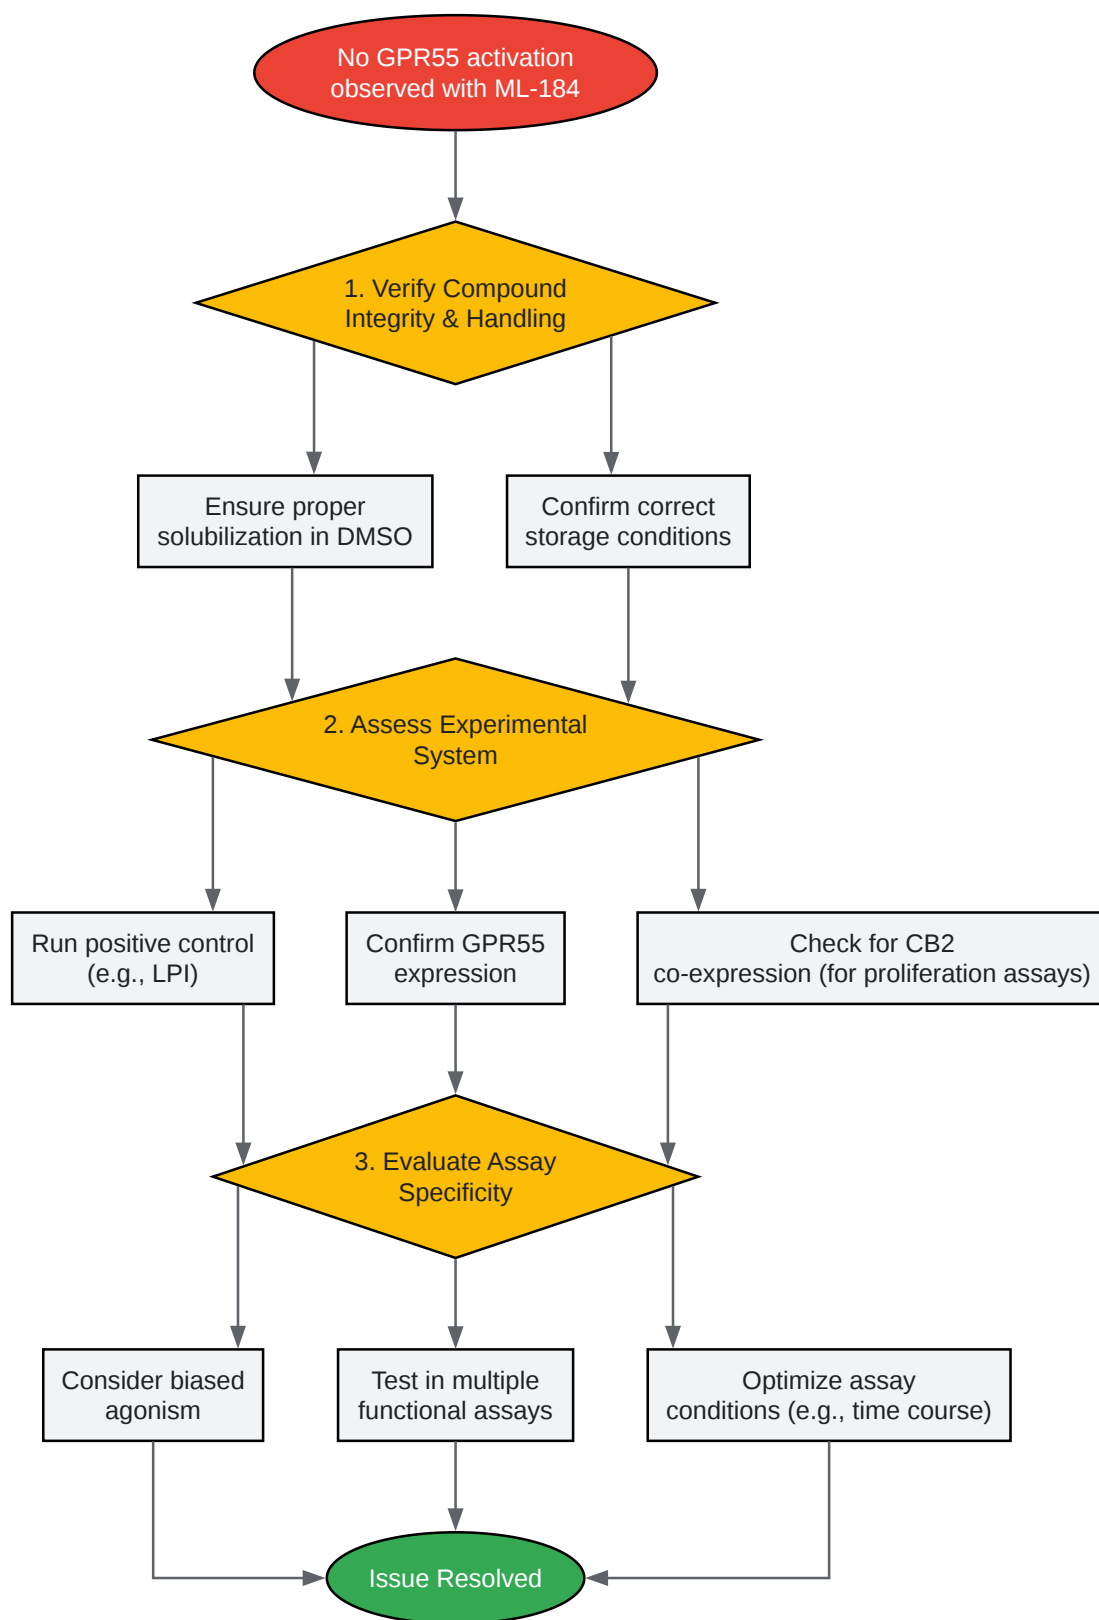 No GPR55 activation
observed with ML-184
1. Verify Compound
Integrity & Handling
Ensure proper
solubilization in DMSO
Confirm correct
storage conditions
2. Assess Experimental
System
Run positive control
(e.g., LPI)
Confirm GPR55
expression
Check for CB2
co-expression (for proliferation assays)
3. Evaluate Assay
Specificity
Consider biased
agonism
Test in multiple
functional assays
Optimize assay
conditions (e.g., time course)
Issue Resolved